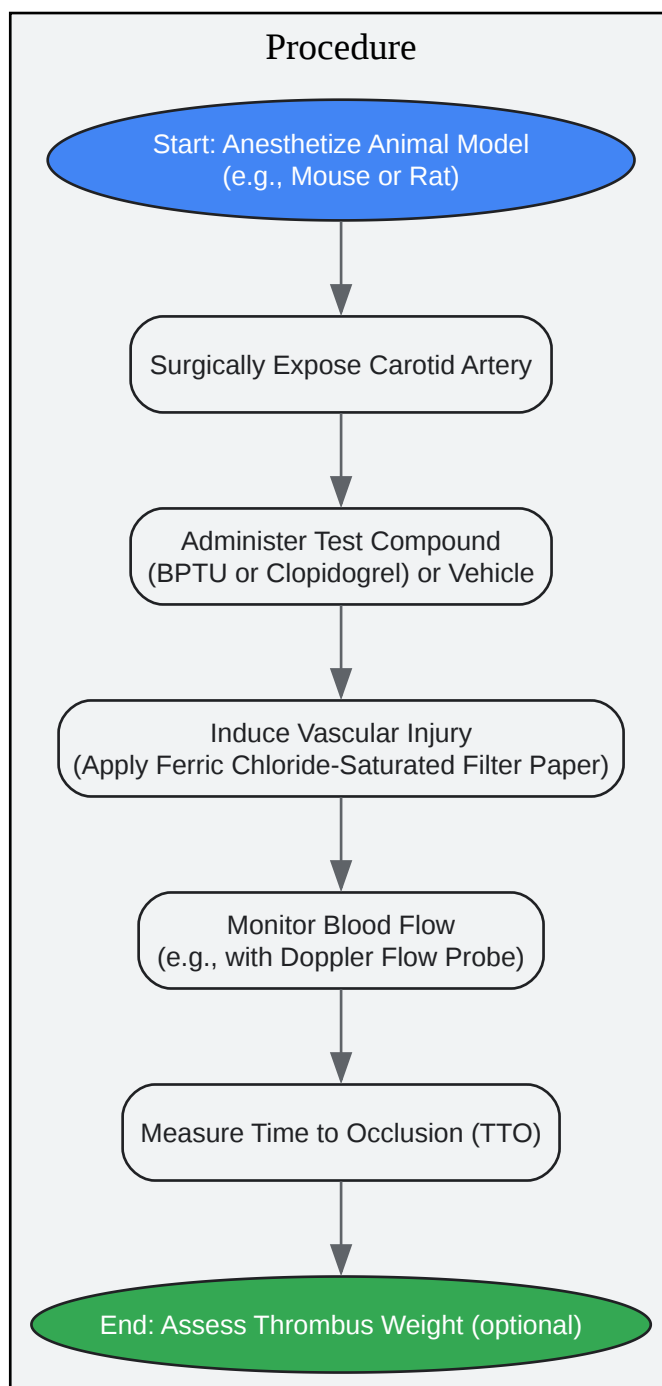 Procedure
Start: Anesthetize Animal Model
(e.g., Mouse or Rat)
Surgically Expose Carotid Artery
Administer Test Compound
(BPTU or Clopidogrel) or Vehicle
Induce Vascular Injury
(Apply Ferric Chloride-Saturated Filter Paper)
Monitor Blood Flow
(e.g., with Doppler Flow Probe)
Measure Time to Occlusion (TTO)
End: Assess Thrombus Weight (optional)